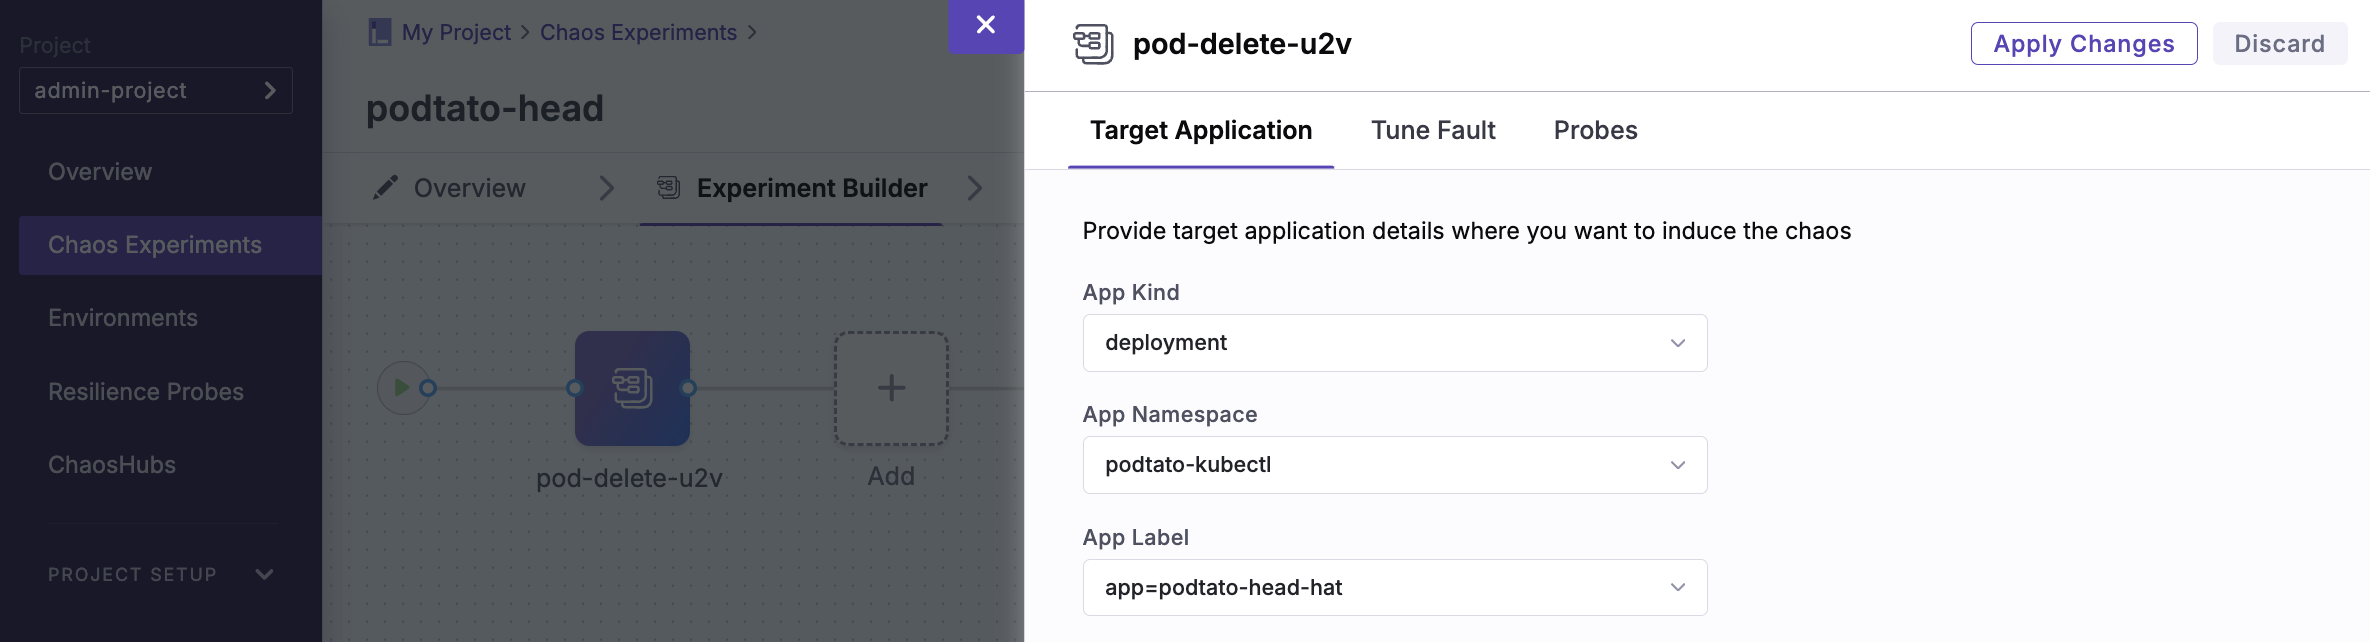 Project
admin-project
Overview
Chaos Experiments
Environments
Resilience Probes
ChaosHubs
PROJECT SETUP
My Project
Chaos Experiments
podtato-head
Overview
Experiment Builder
pod-delete-u2v
Add
pod-delete-u2v
Apply Changes
Discard
Target Application
Tune Fault
Probes
Provide target application details where you want to induce the chaos
App Kind
deployment
App Namespace
podtato-kubectl
App Label
app=podtato-head-hat